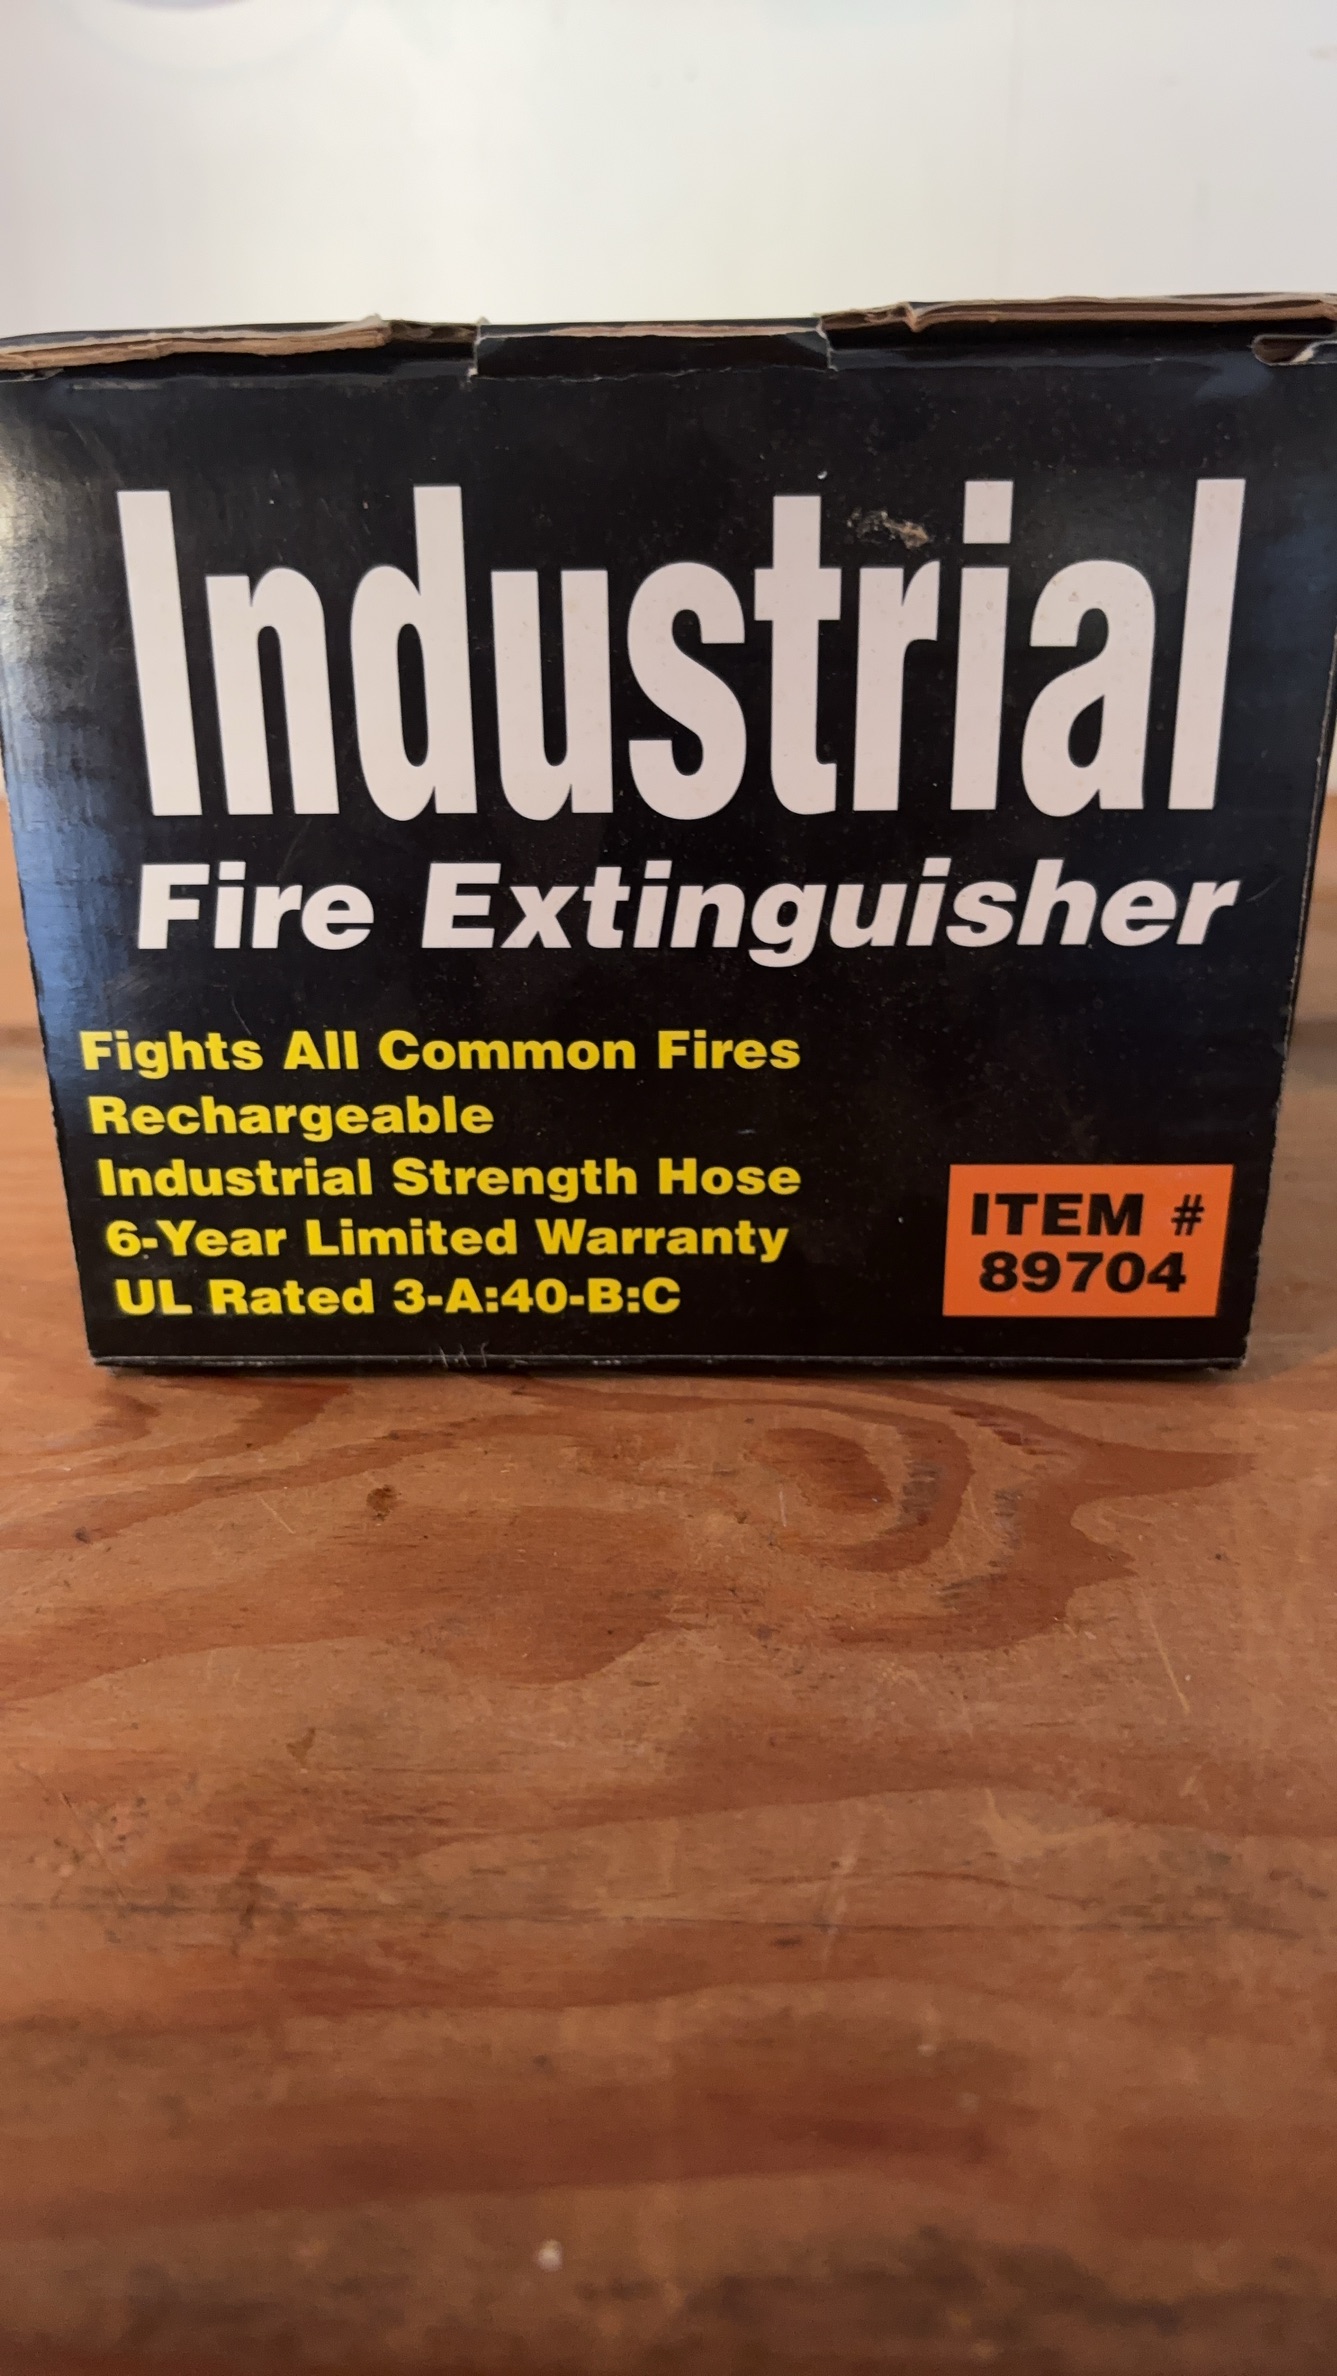 Industrial
Fire Extinguisher
Fights All Common Fires
Rechargeable
Industrial Strength Hose
6-Year Limited Warranty
UL Rated 3-A:40-B:C
ITEM #
89704